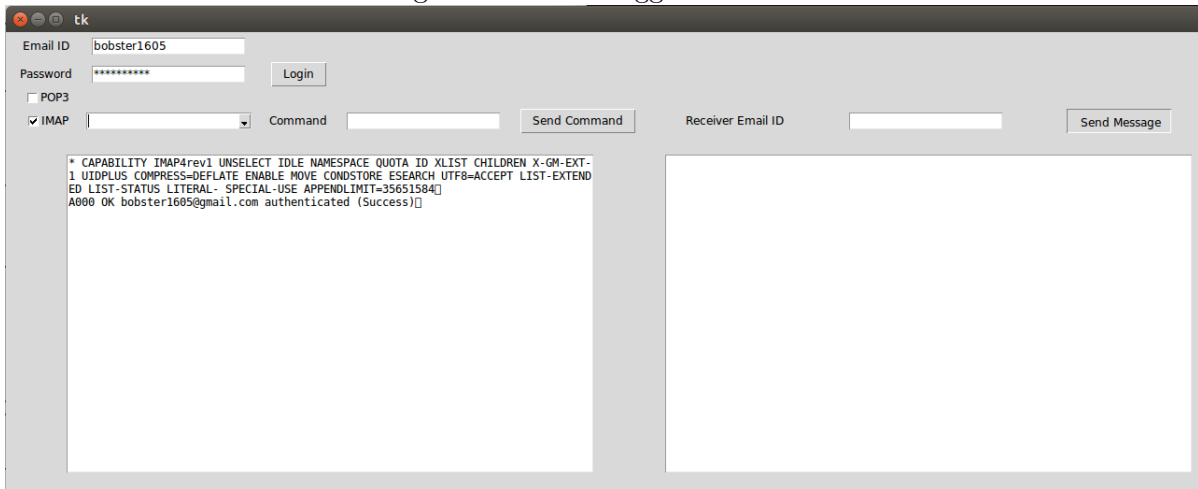 tk
Email ID bobster1605
Password **********  Login
POP3
IMAP Command Send Command Receiver Email ID Send Message
* CAPABILITY IMAP4rev1 UNSELECT IDLE NAMESPACE QUOTA ID XLIST CHILDREN X-GM-EXT-
1 UIDPLUS COMPRESS=DEFLATE ENABLE MOVE CONDSTORE ESEARCH UTF8=ACCEPT LIST-EXTEND
ED LIST-STATUS LITERAL- SPECIAL-USE APPENDLIMIT=35651584
A000 OK bobster1605@gmail.com authenticated (Success)